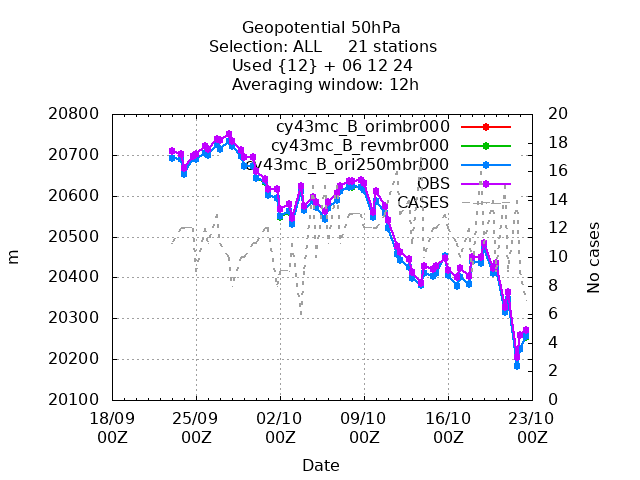 Geopotential 50hPa
Selection: ALL 21 stations
Used {12} + 06 12 24
Averaging window: 12h
cy43mc_B_orimbr000
cy43mc_B_revmbr000
cy43mc_B_ori250mbr000
OBS
CASES
20800
20700
20600
20500
20400
20300
20200
20100
m
20
18
16
14
12
10
8
6
4
2
0
No cases
18/09 25/09 02/10 09/10 16/10 23/10
00Z 00Z 00Z 00Z 00Z 00Z
Date